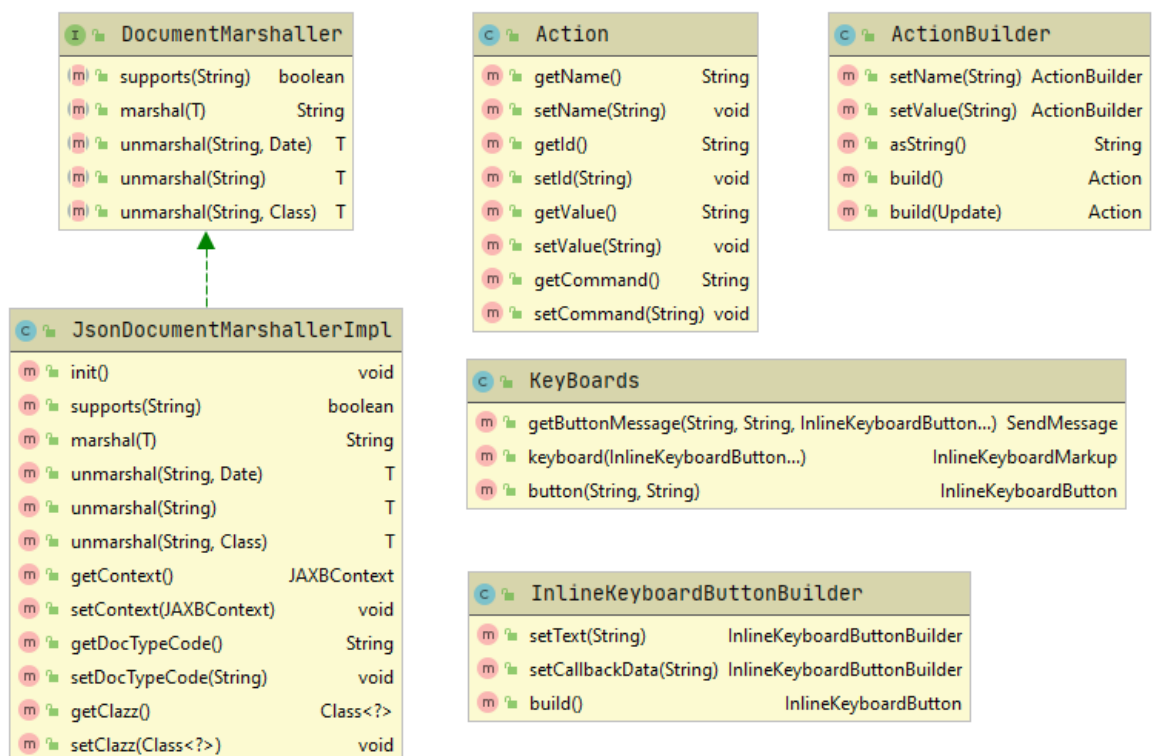 I DocumentMarshaller
m supports(String) boolean
m marshal(T) String
m unmarshal(String, Date) T
m unmarshal(String) T
m unmarshal(String, Class) T
C JsonDocumentMarshallerImpl
m init() void
m supports(String) boolean
m marshal(T) String
m unmarshal(String, Date) T
m unmarshal(String) T
m unmarshal(String, Class) T
m getContext() JAXBContext
m setContext(JAXBContext) void
m getDocTypeCode() String
m setDocTypeCode(String) void
m getClazz() Class<?>
m setClazz(Class<?>) void
C Action
m getName() String
m setName(String) void
m getId() String
m setId(String) void
m getValue() String
m setValue(String) void
m getCommand() String
m setCommand(String) void
C ActionBuilder
m setName(String) ActionBuilder
m setValue(String) ActionBuilder
m asString() String
m build() Action
m build(Update) Action
C KeyBoards
m getButtonMessage(String, String, InlineKeyboardButton...) SendMessage
m keyboard(InlineKeyboardButton...) InlineKeyboardMarkup
m button(String, String) InlineKeyboardButton
C InlineKeyboardButtonBuilder
m setText(String) InlineKeyboardButtonBuilder
m setCallbackData(String) InlineKeyboardButtonBuilder
m build() InlineKeyboardButton